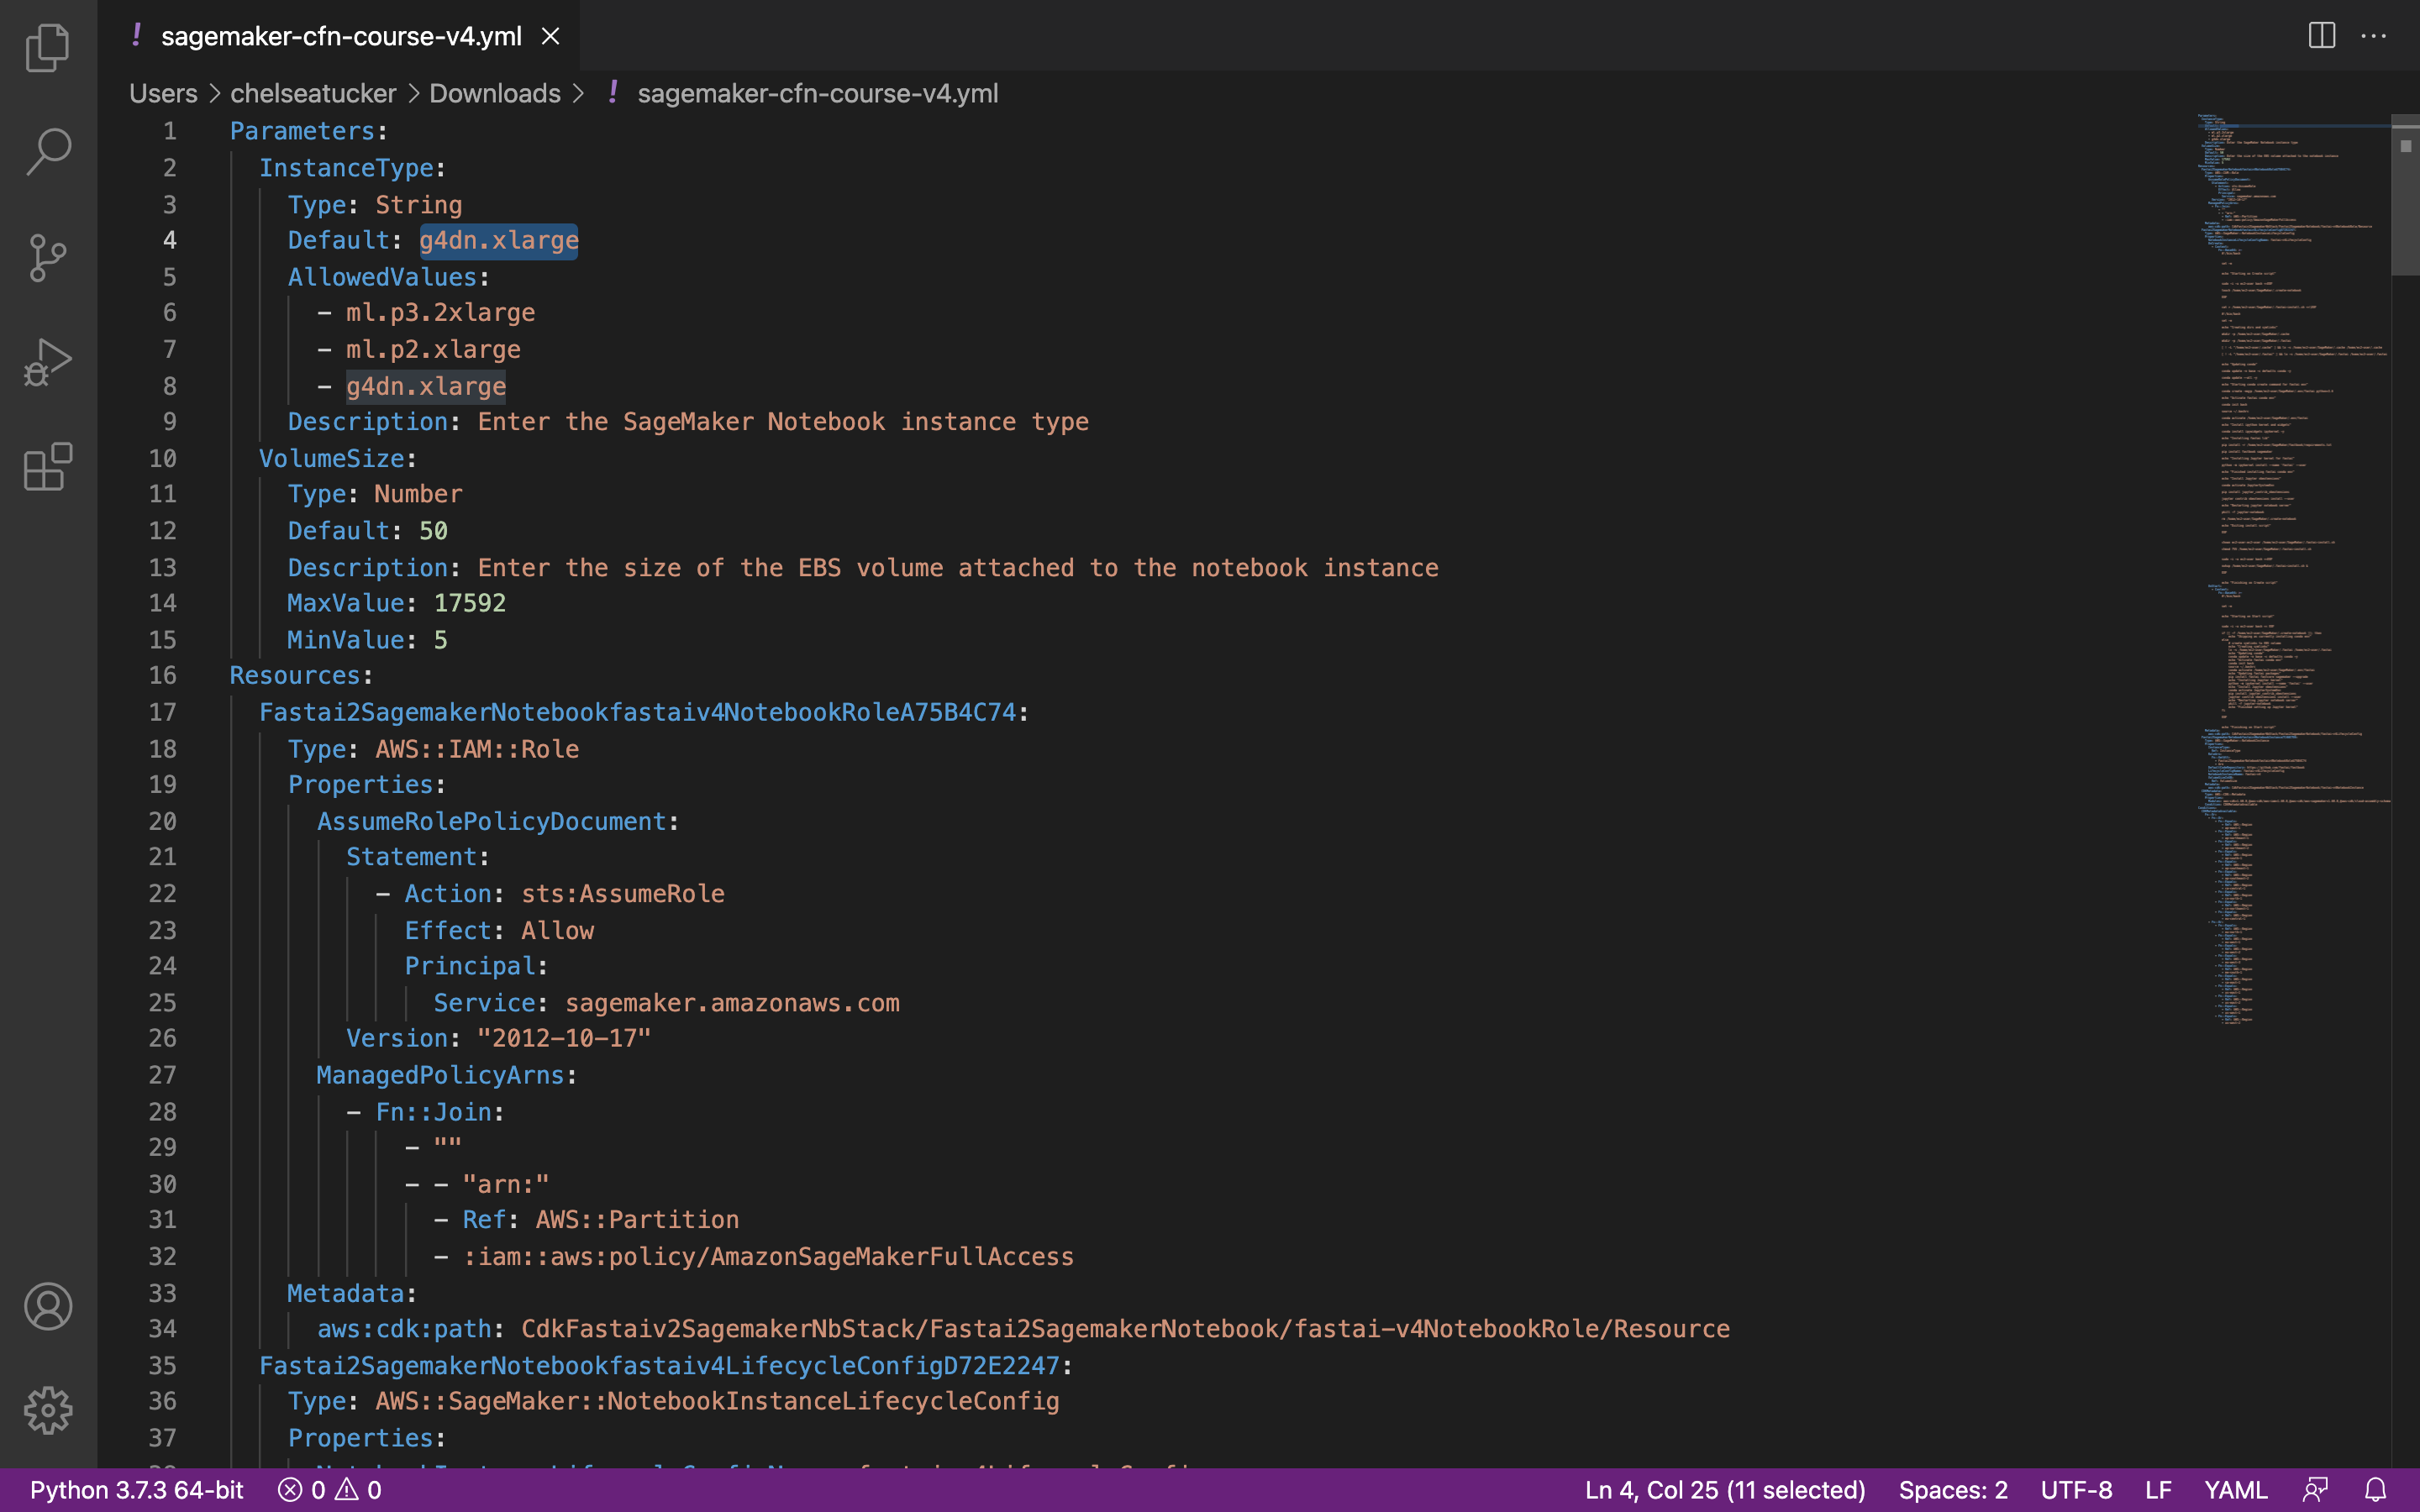 ! sagemaker-cfn-course-v4.yml
Users > chelseatucker > Downloads > ! sagemaker-cfn-course-v4.yml
1 Parameters:
2 InstanceType:
3 Type: String
4 Default: g4dn.xlarge
5 AllowedValues:
6 - ml.p3.2xlarge
7 - ml.p2.xlarge
8 - g4dn.xlarge
9 Description: Enter the SageMaker Notebook instance type
10 VolumeSize:
11 Type: Number
12 Default: 50
13 Description: Enter the size of the EBS volume attached to the notebook instance
14 MaxValue: 17592
15 MinValue: 5
16 Resources:
17 Fastai2SagemakerNotebookfastaiv4NotebookRoleA75B4C74:
18 Type: AWS::IAM::Role
19 Properties:
20 AssumeRolePolicyDocument:
21 Statement:
22 - Action: sts:AssumeRole
23 Effect: Allow
24 Principal:
25 Service: sagemaker.amazonaws.com
26 Version: "2012-10-17"
27 ManagedPolicyArns:
28 - Fn::Join:
29 - ""
30 - - "arn:"
31 - Ref: AWS::Partition
32 - :iam::aws:policy/AmazonSageMakerFullAccess
33 Metadata:
34 aws:cdk:path: CdkFastaiv2SagemakerNbStack/Fastai2SagemakerNotebook/fastai-v4NotebookRole/Resource
35 Fastai2SagemakerNotebookfastaiv4LifecycleConfigD72E2247:
36 Type: AWS::SageMaker::NotebookInstanceLifecycleConfig
37 Properties:
Python 3.7.3 64-bit 0 0 Ln 4, Col 25 (11 selected) Spaces: 2 UTF-8 LF YAML